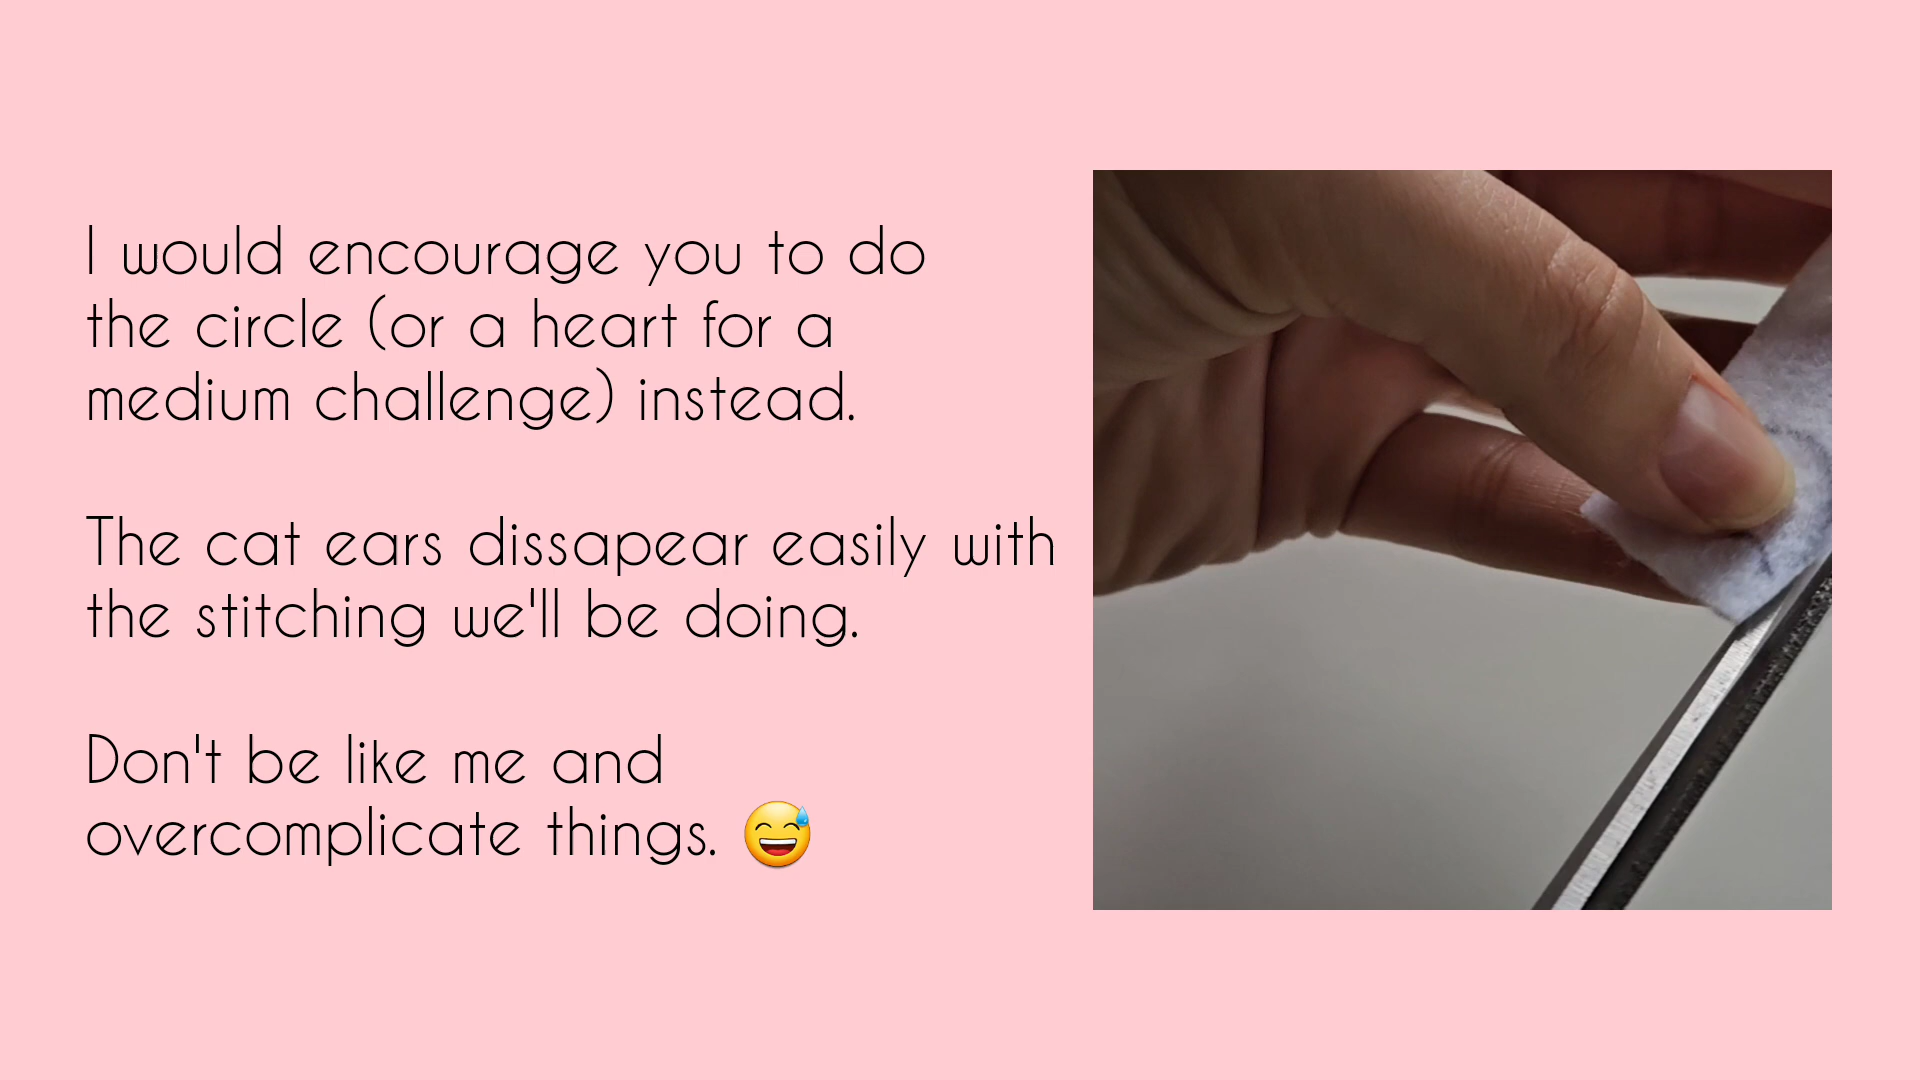 I would encourage you to do
the circle (or a heart for a
medium challenge) instead.
The cat ears dissapear easily with
the stitching we'll be doing.
Don't be like me and
overcomplicate things. 😅